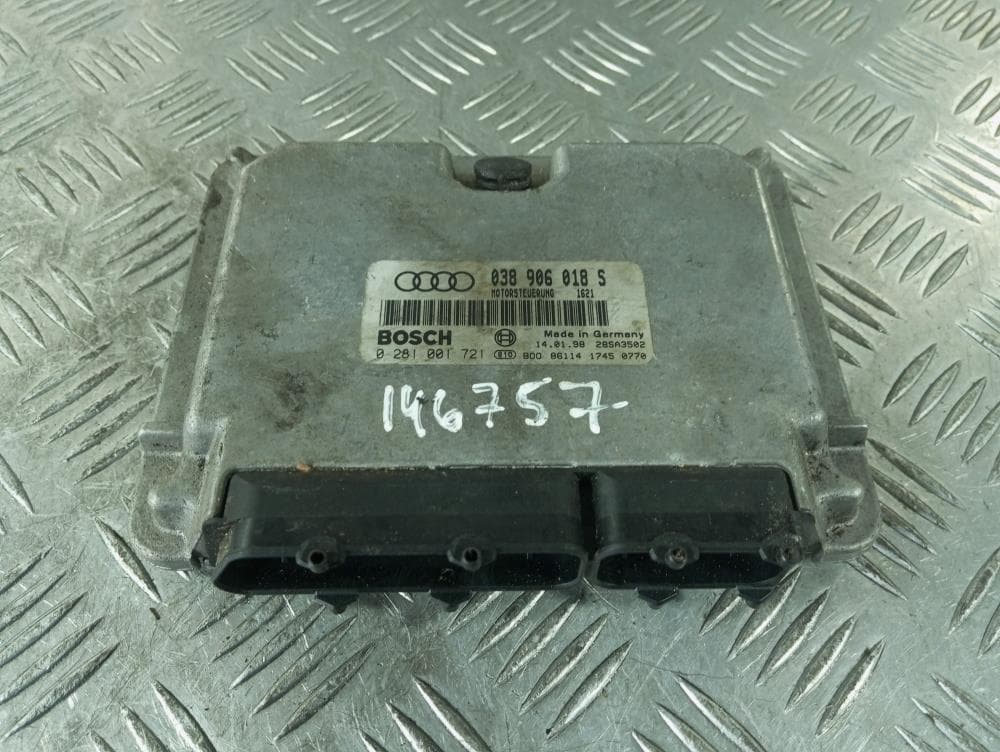 038 906 018 S
MOTORSTEUERUNG 1621
BOSCH Made in Germany
14.01.98 28SA3502
0 281 001 721 E10 BDO 86114 1745 0770
146757